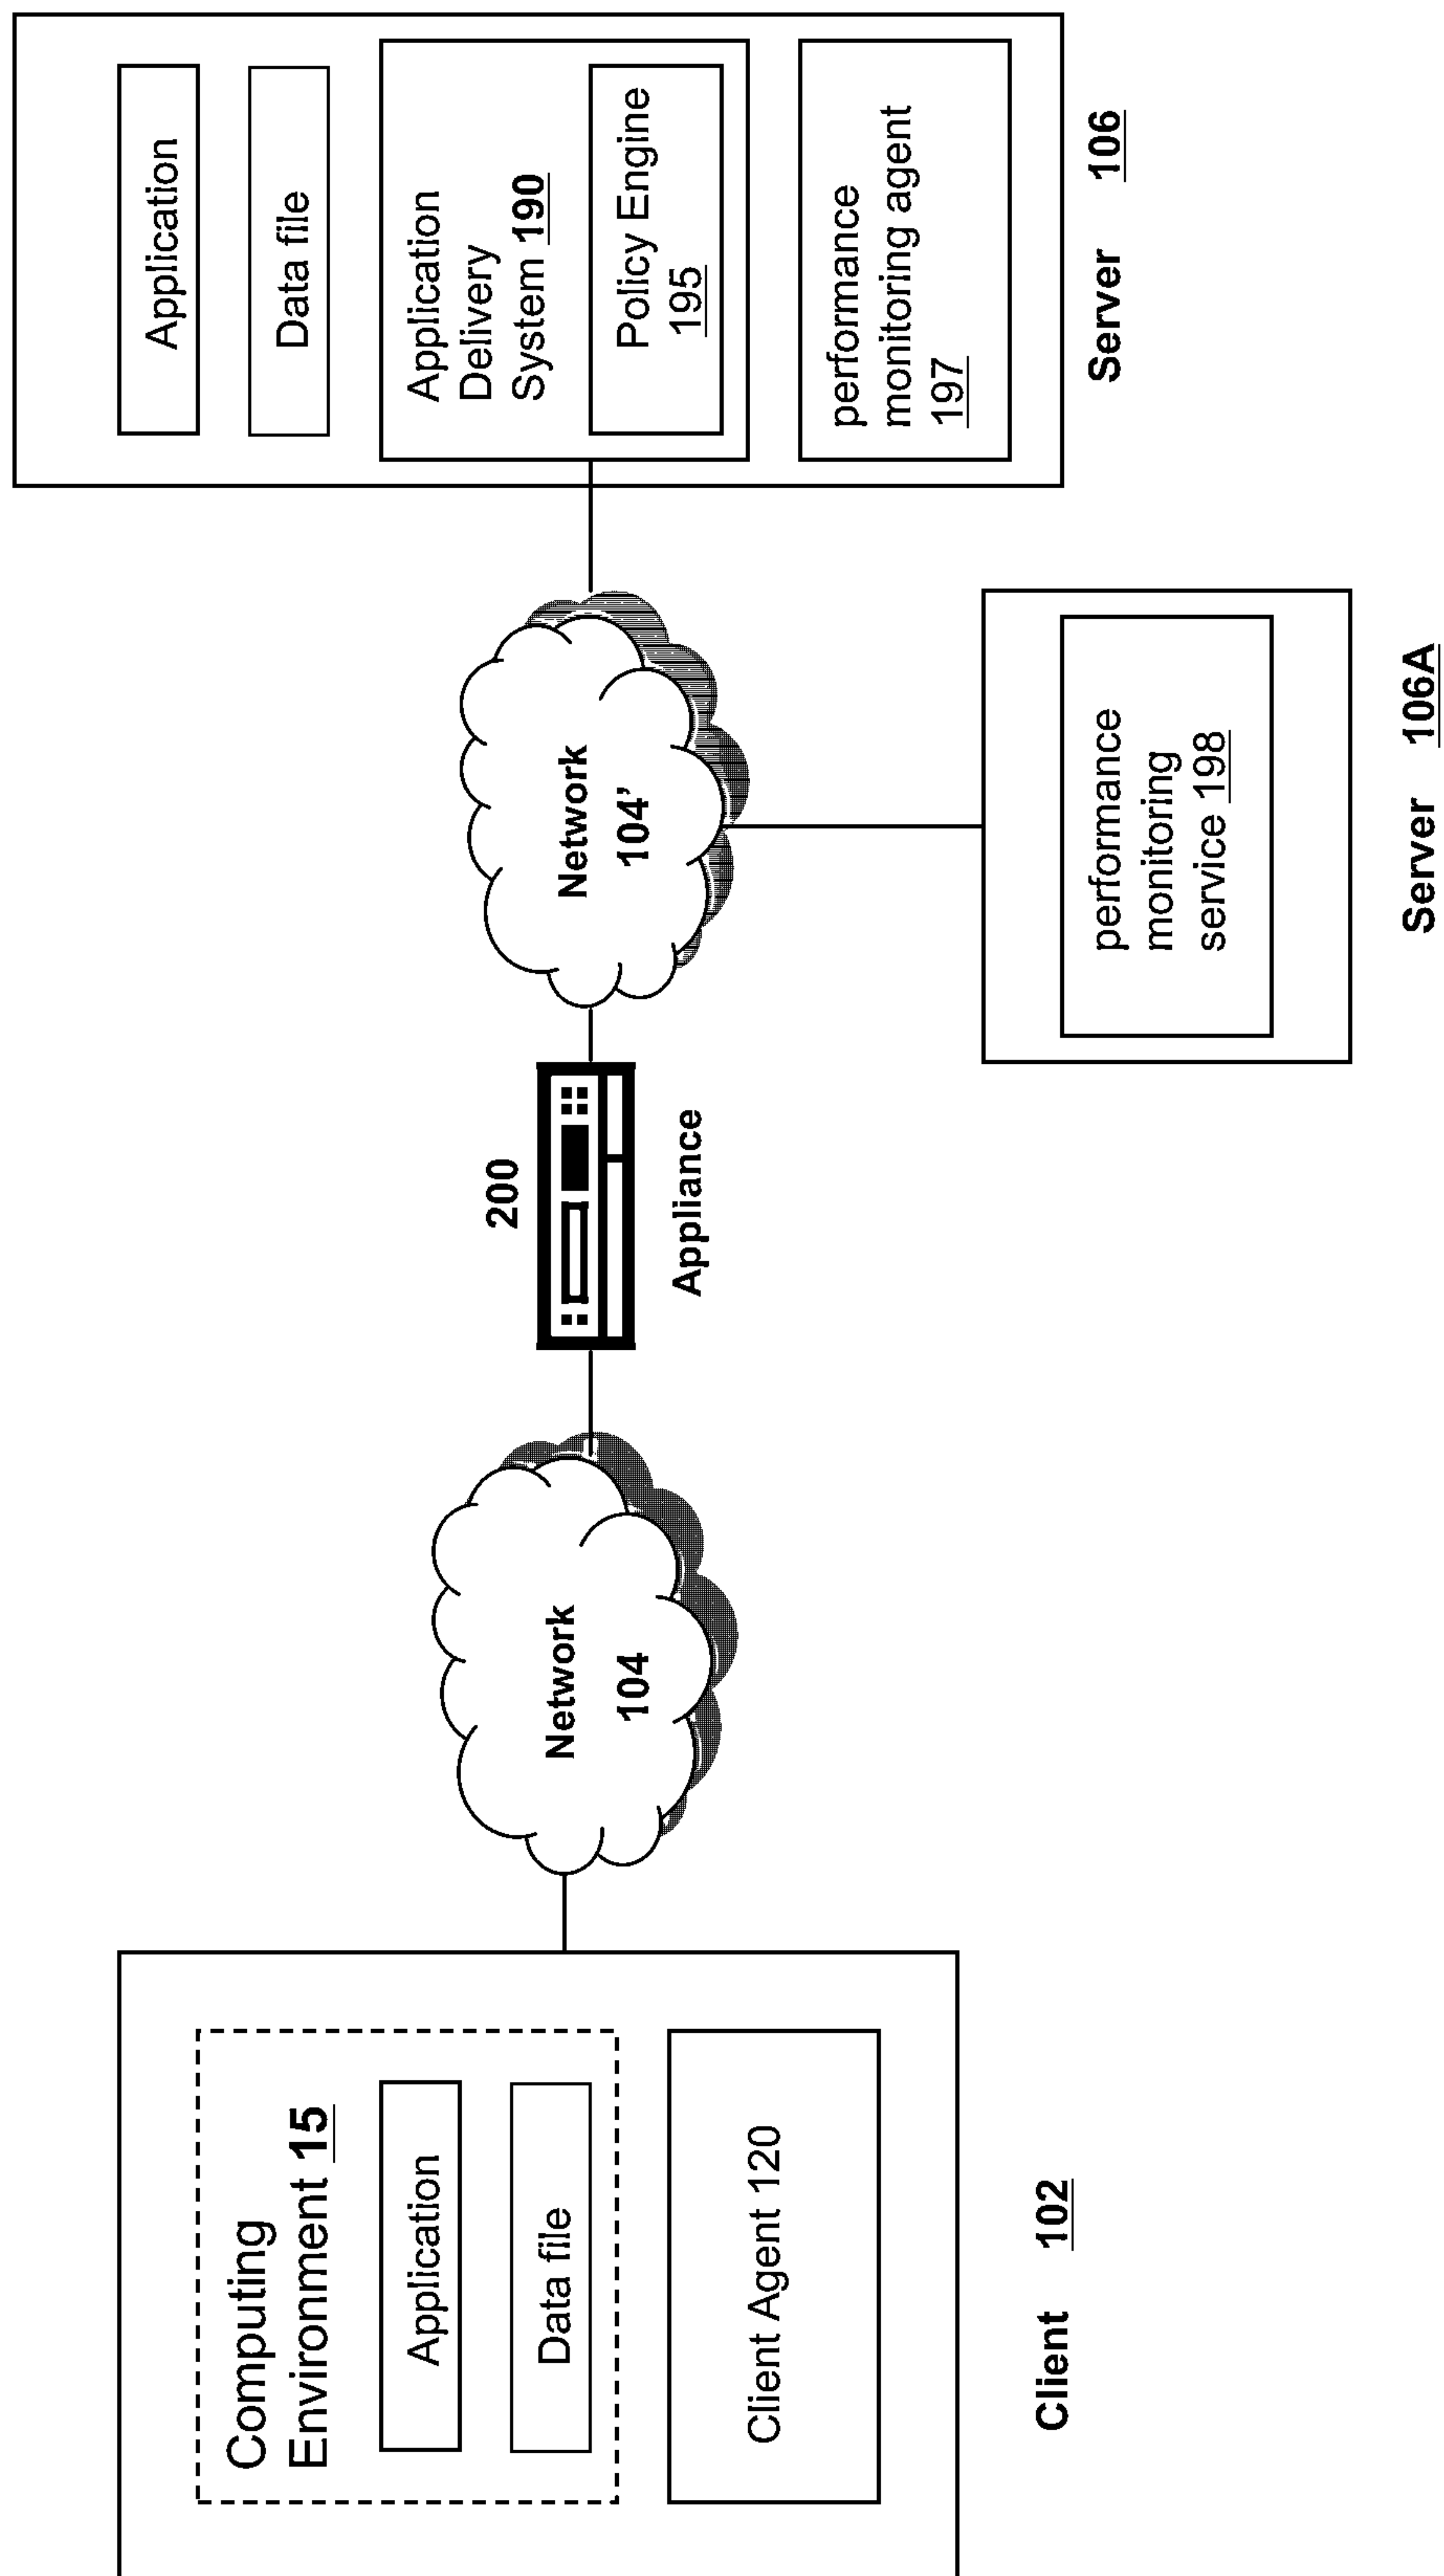 Computing
Environment 15
Application
Data file
Client Agent 120
Client 102
Network
104
200
Appliance
Network
104’
performance
monitoring
service 198
Server 106A
Application
Data file
Application
Delivery
System 190
Policy Engine
195
performance
monitoring agent
197
Server 106